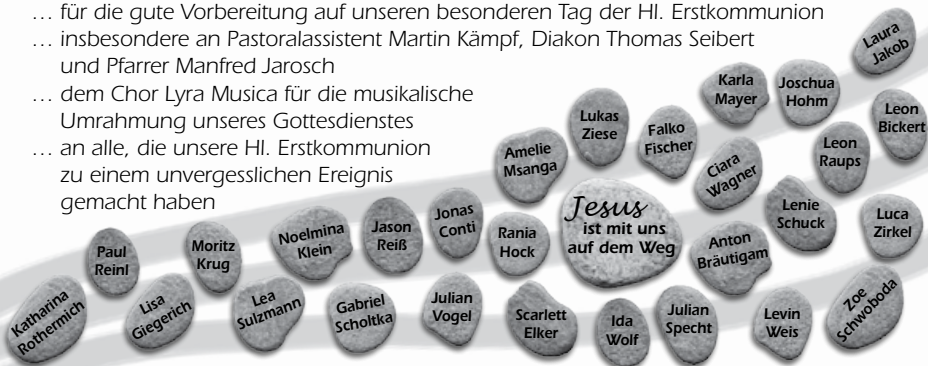 … für die gute Vorbereitung auf unseren besonderen Tag der Hl. Erstkommunion
… insbesondere an Pastoralassistent Martin Kämpf, Diakon Thomas Seibert
und Pfarrer Manfred Jarosch
… dem Chor Lyra Musica für die musikalische
Umrahmung unseres Gottesdienstes
… an alle, die unsere Hl. Erstkommunion
zu einem unvergesslichen Ereignis
gemacht haben
Laura
Jakob
Karla
Mayer
Joschua
Hohm
Leon
Bickert
Lukas
Ziese
Falko
Fischer
Leon
Raups
Amelie
Msanga
Ciara
Wagner
Jesus
ist mit uns
auf dem Weg
Lenie
Schuck
Luca
Zirkel
Paul
Reinl
Moritz
Krug
Noelmina
Klein
Jason
Reiß
Jonas
Conti
Rania
Hock
Anton
Bräutigam
Katharina
Rothermich
Lisa
Giegerich
Lea
Sulzmann
Gabriel
Scholtka
Julian
Vogel
Scarlett
Elker
Ida
Wolf
Julian
Specht
Levin
Weis
Zoe
Schwoboda